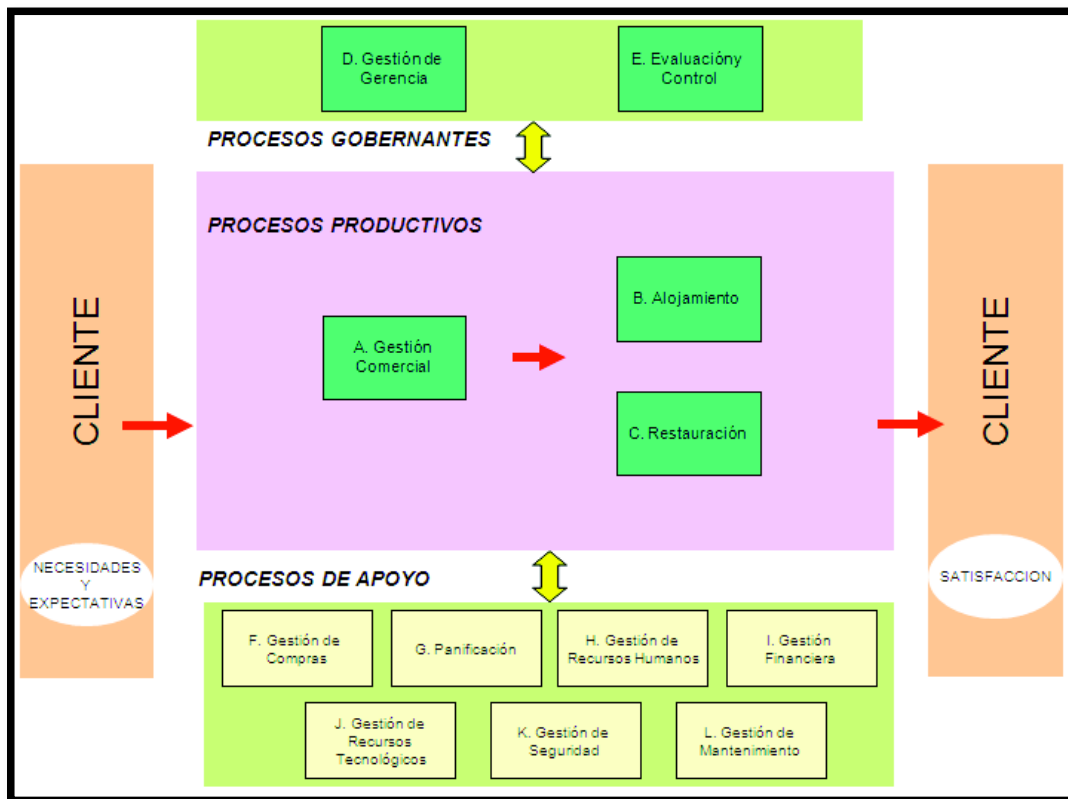 D. Gestión de
Gerencia
E. Evaluacióny
Control
PROCESOS GOBERNANTES
CLIENTE
NECESIDADES
Y
EXPECTATIVAS
PROCESOS PRODUCTIVOS
A. Gestión
Comercial
B. Alojamiento
C. Restauración
CLIENTE
SATISFACCION
PROCESOS DE APOYO
F. Gestión de
Compras
G. Panificación
H. Gestión de
Recursos Humanos
I. Gestión
Financiera
J. Gestión de
Recursos
Tecnológicos
K. Gestión de
Seguridad
L. Gestión de
Mantenimiento